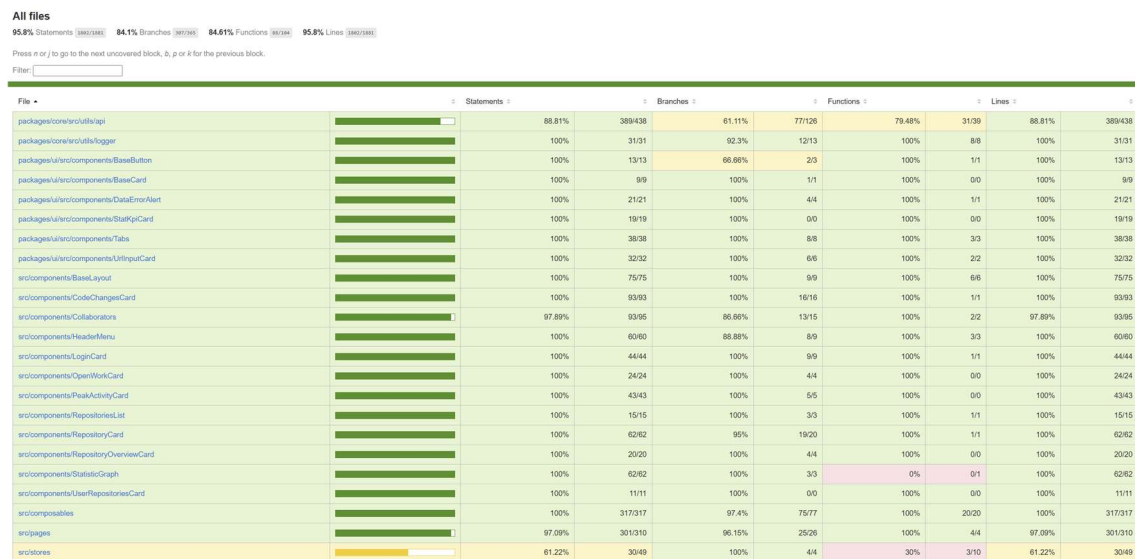 All files
95.8% Statements 1802/1881 84.1% Branches 307/365 84.61% Functions 88/104 95.8% Lines 1802/1881
Press n or j to go to the next uncovered block, b, p or k for the previous block.
Filter:
File Statements Branches Functions Lines
packages/core/src/utils/api 88.81% 389/438 61.11% 77/126 79.48% 31/39 88.81% 389/438
packages/core/src/utils/logger 100% 31/31 92.3% 12/13 100% 8/8 100% 31/31
packages/ui/src/components/BaseButton 100% 13/13 66.66% 2/3 100% 1/1 100% 13/13
packages/ui/src/components/BaseCard 100% 9/9 100% 1/1 100% 0/0 100% 9/9
packages/ui/src/components/DataErrorAlert 100% 21/21 100% 4/4 100% 1/1 100% 21/21
packages/ui/src/components/StatKpiCard 100% 19/19 100% 0/0 100% 0/0 100% 19/19
packages/ui/src/components/Tabs 100% 38/38 100% 8/8 100% 3/3 100% 38/38
packages/ui/src/components/UrlInputCard 100% 32/32 100% 6/6 100% 2/2 100% 32/32
src/components/BaseLayout 100% 75/75 100% 9/9 100% 6/6 100% 75/75
src/components/CodeChangesCard 100% 93/93 100% 16/16 100% 1/1 100% 93/93
src/components/Collaborators 97.89% 93/95 86.66% 13/15 100% 2/2 97.89% 93/95
src/components/HeaderMenu 100% 60/60 88.88% 8/9 100% 3/3 100% 60/60
src/components/LoginCard 100% 44/44 100% 9/9 100% 1/1 100% 44/44
src/components/OpenWorkCard 100% 24/24 100% 4/4 100% 0/0 100% 24/24
src/components/PeakActivityCard 100% 43/43 100% 5/5 100% 0/0 100% 43/43
src/components/RepositoriesList 100% 15/15 100% 3/3 100% 1/1 100% 15/15
src/components/RepositoryCard 100% 62/62 95% 19/20 100% 1/1 100% 62/62
src/components/RepositoryOverviewCard 100% 20/20 100% 4/4 100% 0/0 100% 20/20
src/components/StatisticGraph 100% 62/62 100% 3/3 0% 0/1 100% 62/62
src/components/UserRepositoriesCard 100% 11/11 100% 0/0 100% 0/0 100% 11/11
src/composables 100% 317/317 97.4% 75/77 100% 20/20 100% 317/317
src/pages 97.09% 301/310 96.15% 25/26 100% 4/4 97.09% 301/310
src/stores 61.22% 30/49 100% 4/4 30% 3/10 61.22% 30/49